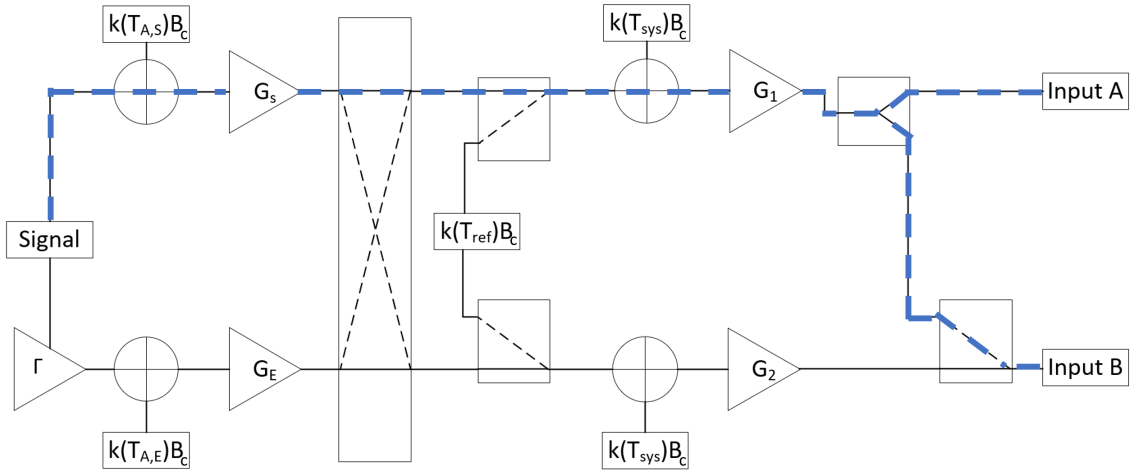 k(T_A,S)B_c
k(T_sys)B_c
G_s
G_1
Input A
Signal
k(T_ref)B_c
Γ
G_E
G_2
Input B
k(T_A,E)B_c
k(T_sys)B_c